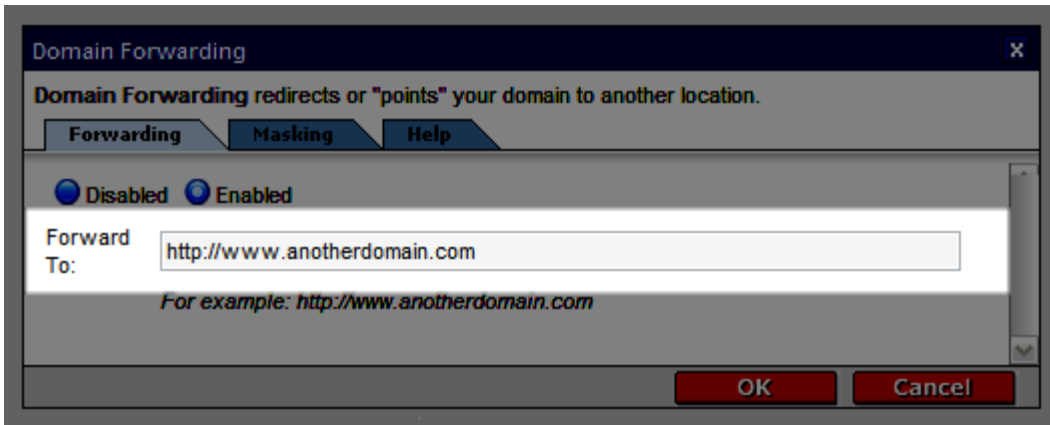 Domain Forwarding x
Domain Forwarding redirects or "points" your domain to another location.
Forwarding Masking Help
Disabled Enabled
Forward
To: http://www.anotherdomain.com
For example: http://www.anotherdomain.com
OK Cancel